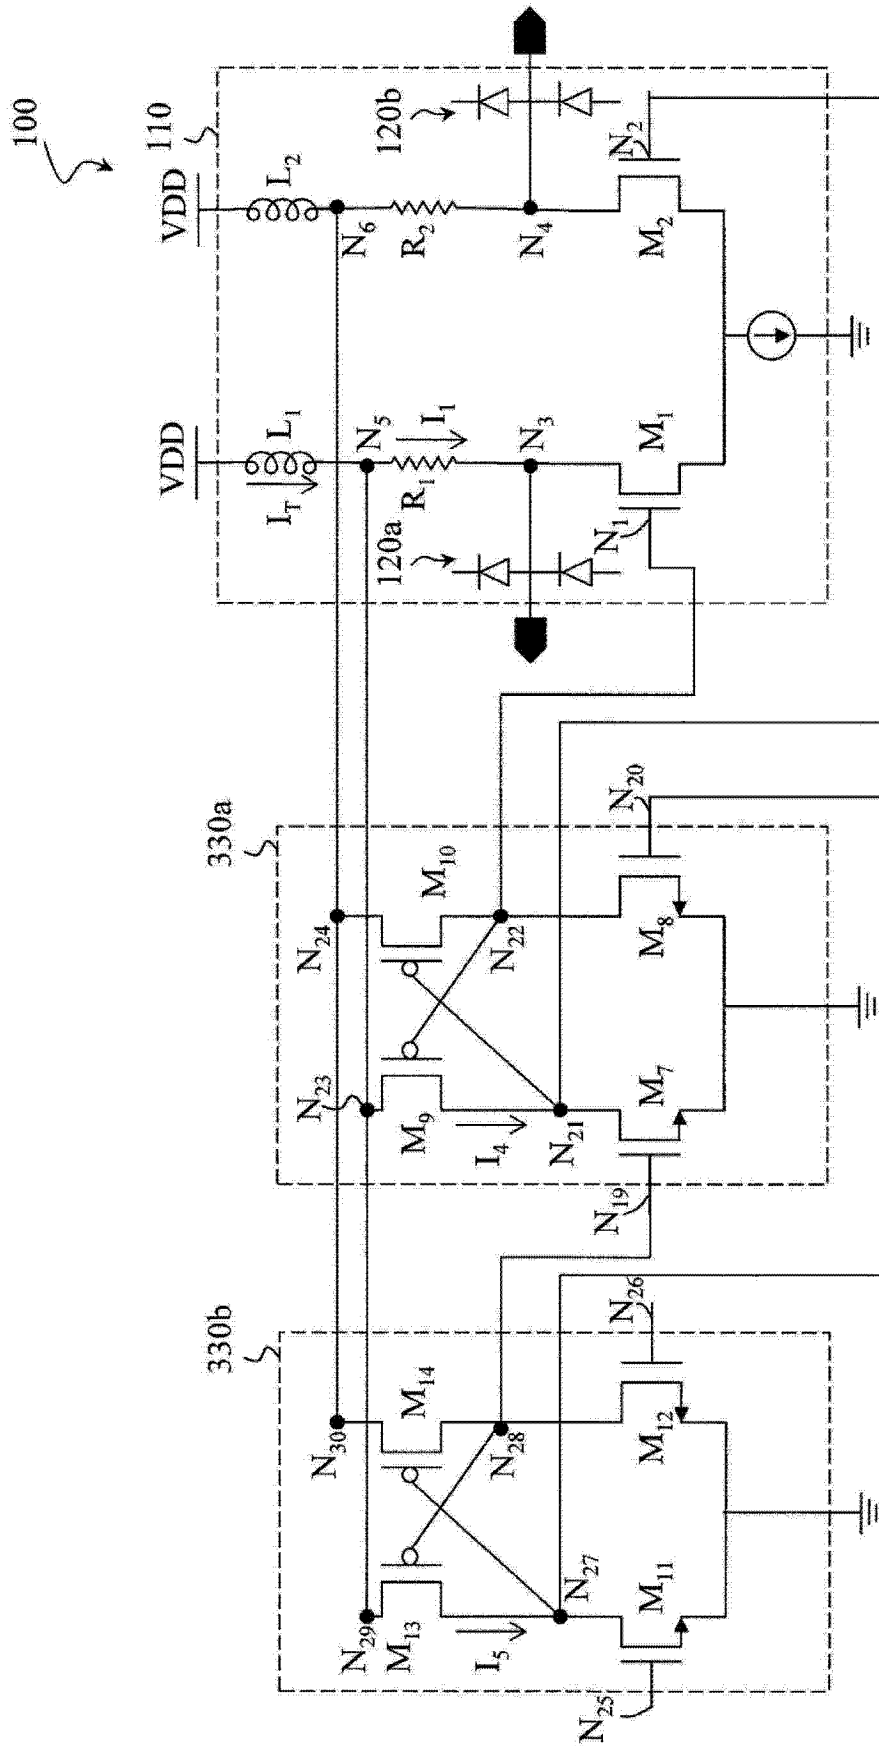 100
110
VDD
VDD
L₂
L₁
I_T
N₆
N₅
R₂
R₁
I₁
N₄
N₃
120b
120a
N₂
N₁
M₂
M₁
330a
N₂₄
N₂₃
M₁₀
M₉
N₂₂
I₄
N₂₁
N₂₀
M₈
M₇
N₁₉
330b
N₃₀
N₂₉
M₁₄
M₁₃
N₂₈
I₅
N₂₇
N₂₆
M₁₂
M₁₁
N₂₅